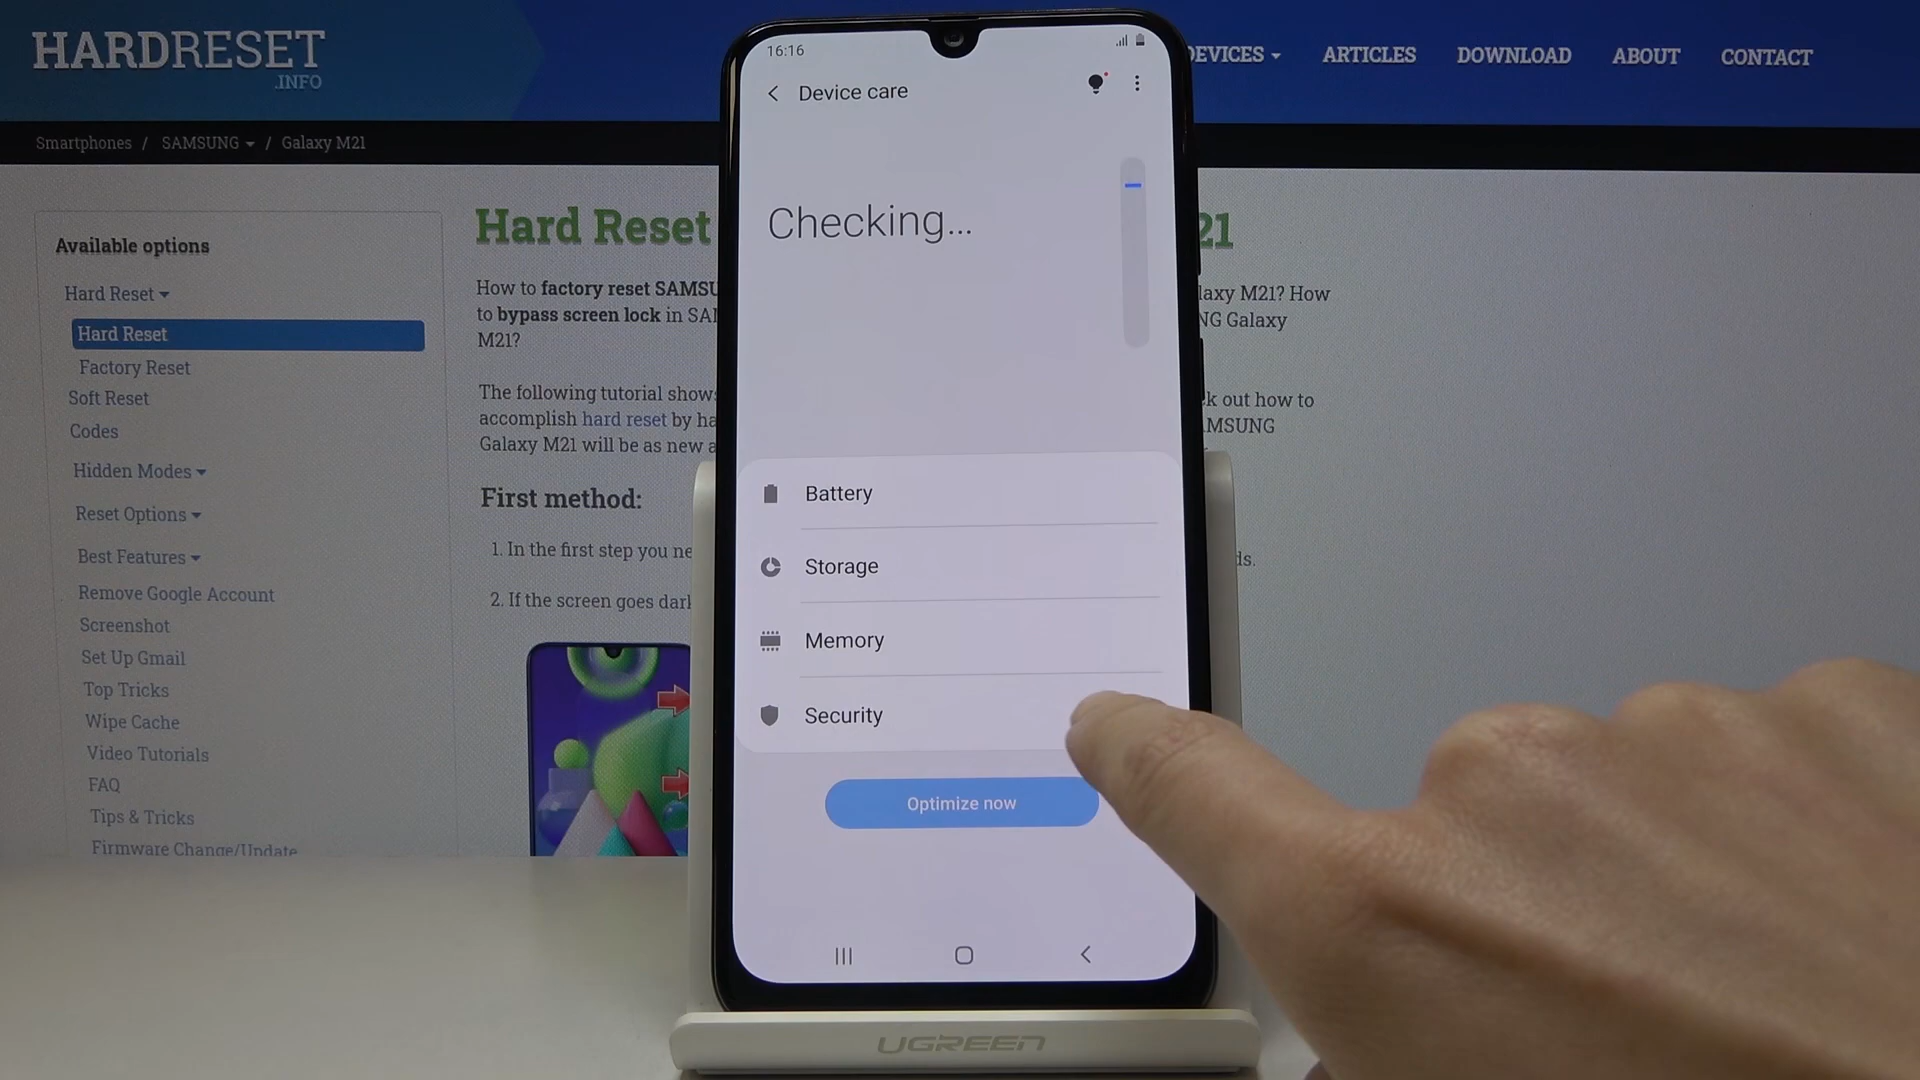 HARDRESET
.INFO
DEVICES
ARTICLES
DOWNLOAD
ABOUT
CONTACT
Smartphones / SAMSUNG / Galaxy M21
Available options
Hard Reset
Hard Reset
Factory Reset
Soft Reset
Codes
Hidden Modes
Reset Options
Best Features
Remove Google Account
Screenshot
Set Up Gmail
Top Tricks
Wipe Cache
Video Tutorials
FAQ
Tips & Tricks
Firmware Change/Update
Hard Reset
21
How to factory reset SAMSU
laxy M21? How
to bypass screen lock in SAM
NG Galaxy
M21?
The following tutorial shows
k out how to
accomplish hard reset by ha
AMSUNG
Galaxy M21 will be as new a
First method:
1. In the first step you ne
ds.
2. If the screen goes dark
16:16
Device care
Checking...
Battery
Storage
Memory
Security
Optimize now
UGREEN